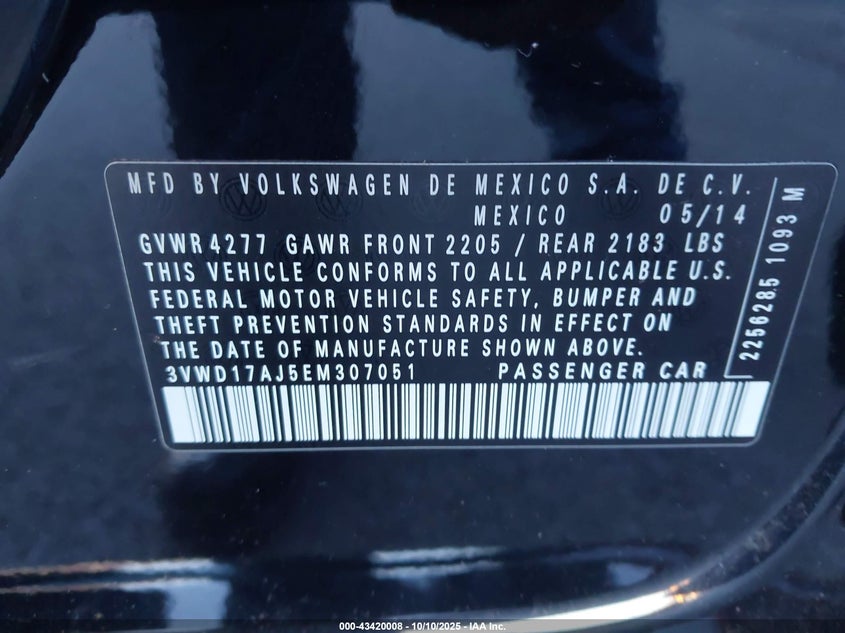 MFD BY VOLKSWAGEN DE MEXICO S.A. DE C.V.
MEXICO 05/14
GVWR 4277 GAWR FRONT 2205 / REAR 2183 LBS
THIS VEHICLE CONFORMS TO ALL APPLICABLE U.S.
FEDERAL MOTOR VEHICLE SAFETY, BUMPER AND
THEFT PREVENTION STANDARDS IN EFFECT ON
THE DATE OF MANUFACTURE SHOWN ABOVE.
3VWD17AJ5EM307051 PASSENGER CAR
2256285 1093 M
000-43420008 - 10/10/2025 - IAA Inc.